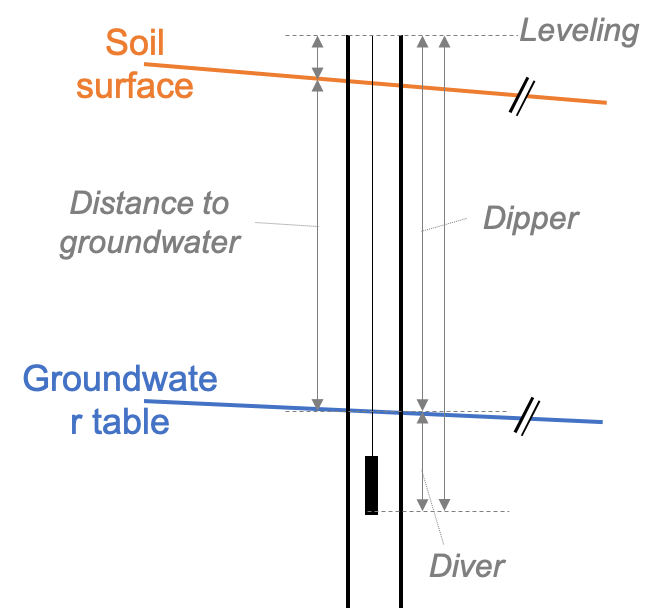 Leveling
Soil
surface
Distance to
groundwater
Dipper
Groundwate
r table
Diver